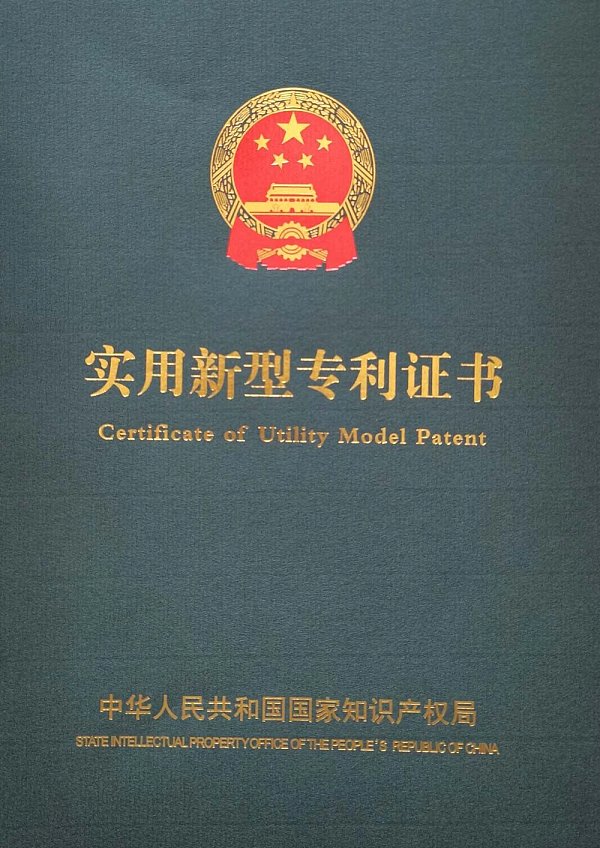 实用新型专利证书
Certificate of Utility Model Patent
中华人民共和国国家知识产权局
STATE INTELLECTUAL PROPERTY OFFICE OF THE PEOPLE'S REPUBLIC OF CHINA